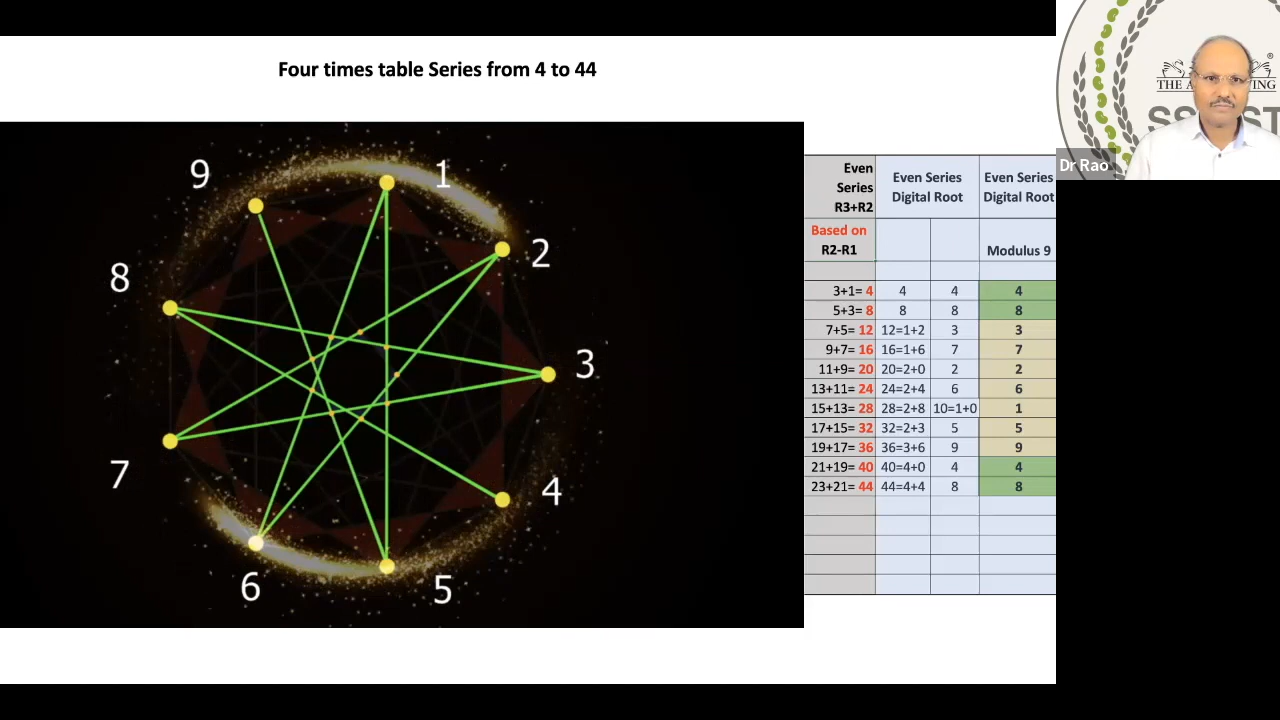 Four times table Series from 4 to 44
THE A
ING
®
SS
ST
Dr Rao
9
1
2
8
3
7
4
6
5
Even Series R3+R2
Even Series Digital Root
Even Series Digital Root
Based on R2-R1
Modulus 9
3+1= 4 4 4 4
5+3= 8 8 8 8
7+5= 12 12=1+2 3 3
9+7= 16 16=1+6 7 7
11+9= 20 20=2+0 2 2
13+11= 24 24=2+4 6 6
15+13= 28 28=2+8 10=1+0 1
17+15= 32 32=2+3 5 5
19+17= 36 36=3+6 9 9
21+19= 40 40=4+0 4 4
23+21= 44 44=4+4 8 8